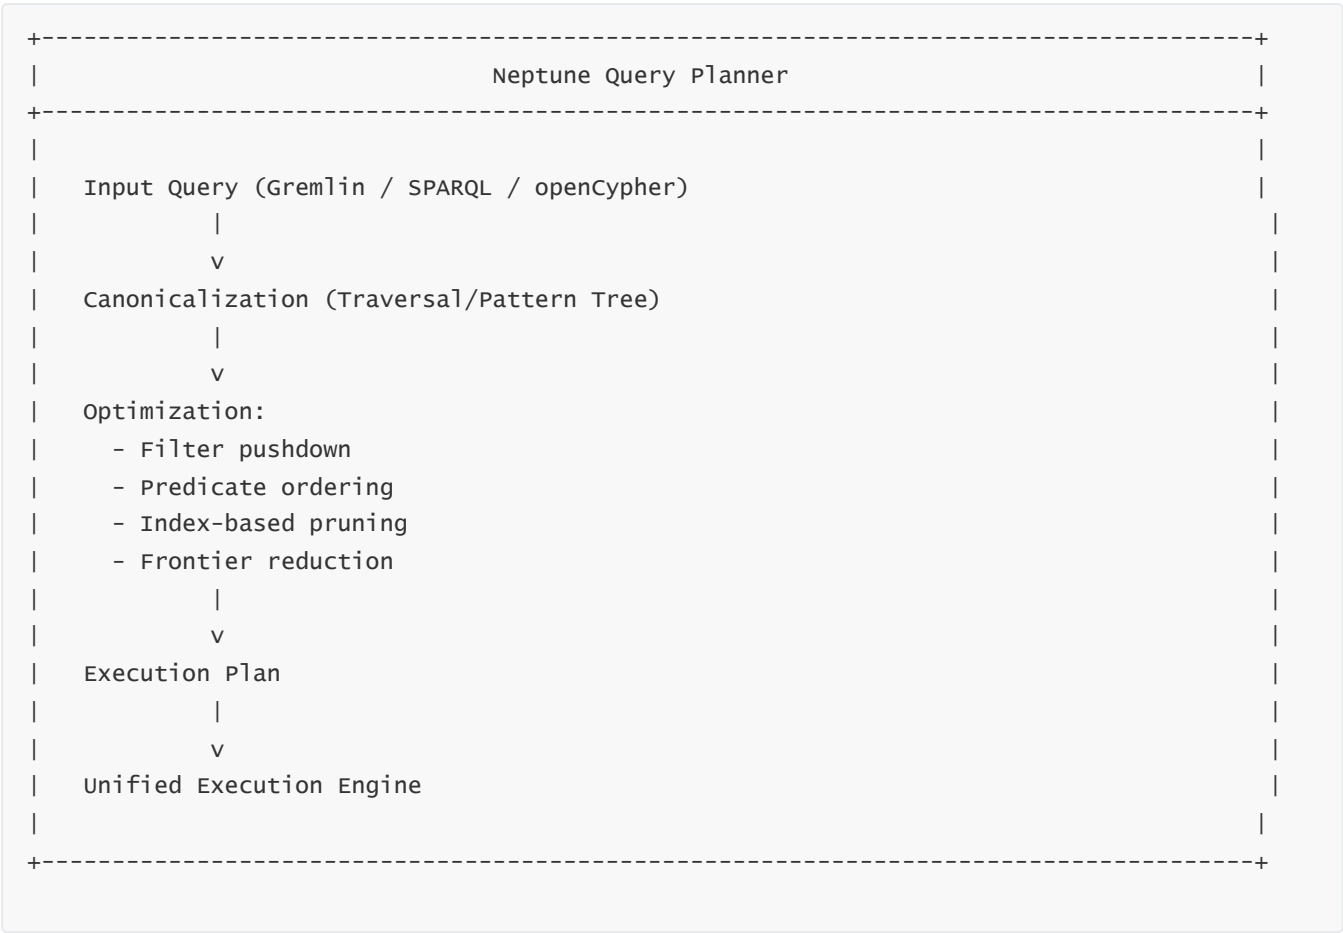 +--------------------------------------------------------------------------------------+
|                                Neptune Query Planner                                 |
+--------------------------------------------------------------------------------------+
|                                                                                      |
|   Input Query (Gremlin / SPARQL / openCypher)                                        |
|            |                                                                          |
|            v                                                                          |
|   Canonicalization (Traversal/Pattern Tree)                                           |
|            |                                                                          |
|            v                                                                          |
|   Optimization:                                                                       |
|     - Filter pushdown                                                                 |
|     - Predicate ordering                                                              |
|     - Index-based pruning                                                             |
|     - Frontier reduction                                                              |
|            |                                                                          |
|            v                                                                          |
|   Execution Plan                                                                      |
|            |                                                                          |
|            v                                                                          |
|   Unified Execution Engine                                                            |
|                                                                                      |
+--------------------------------------------------------------------------------------+